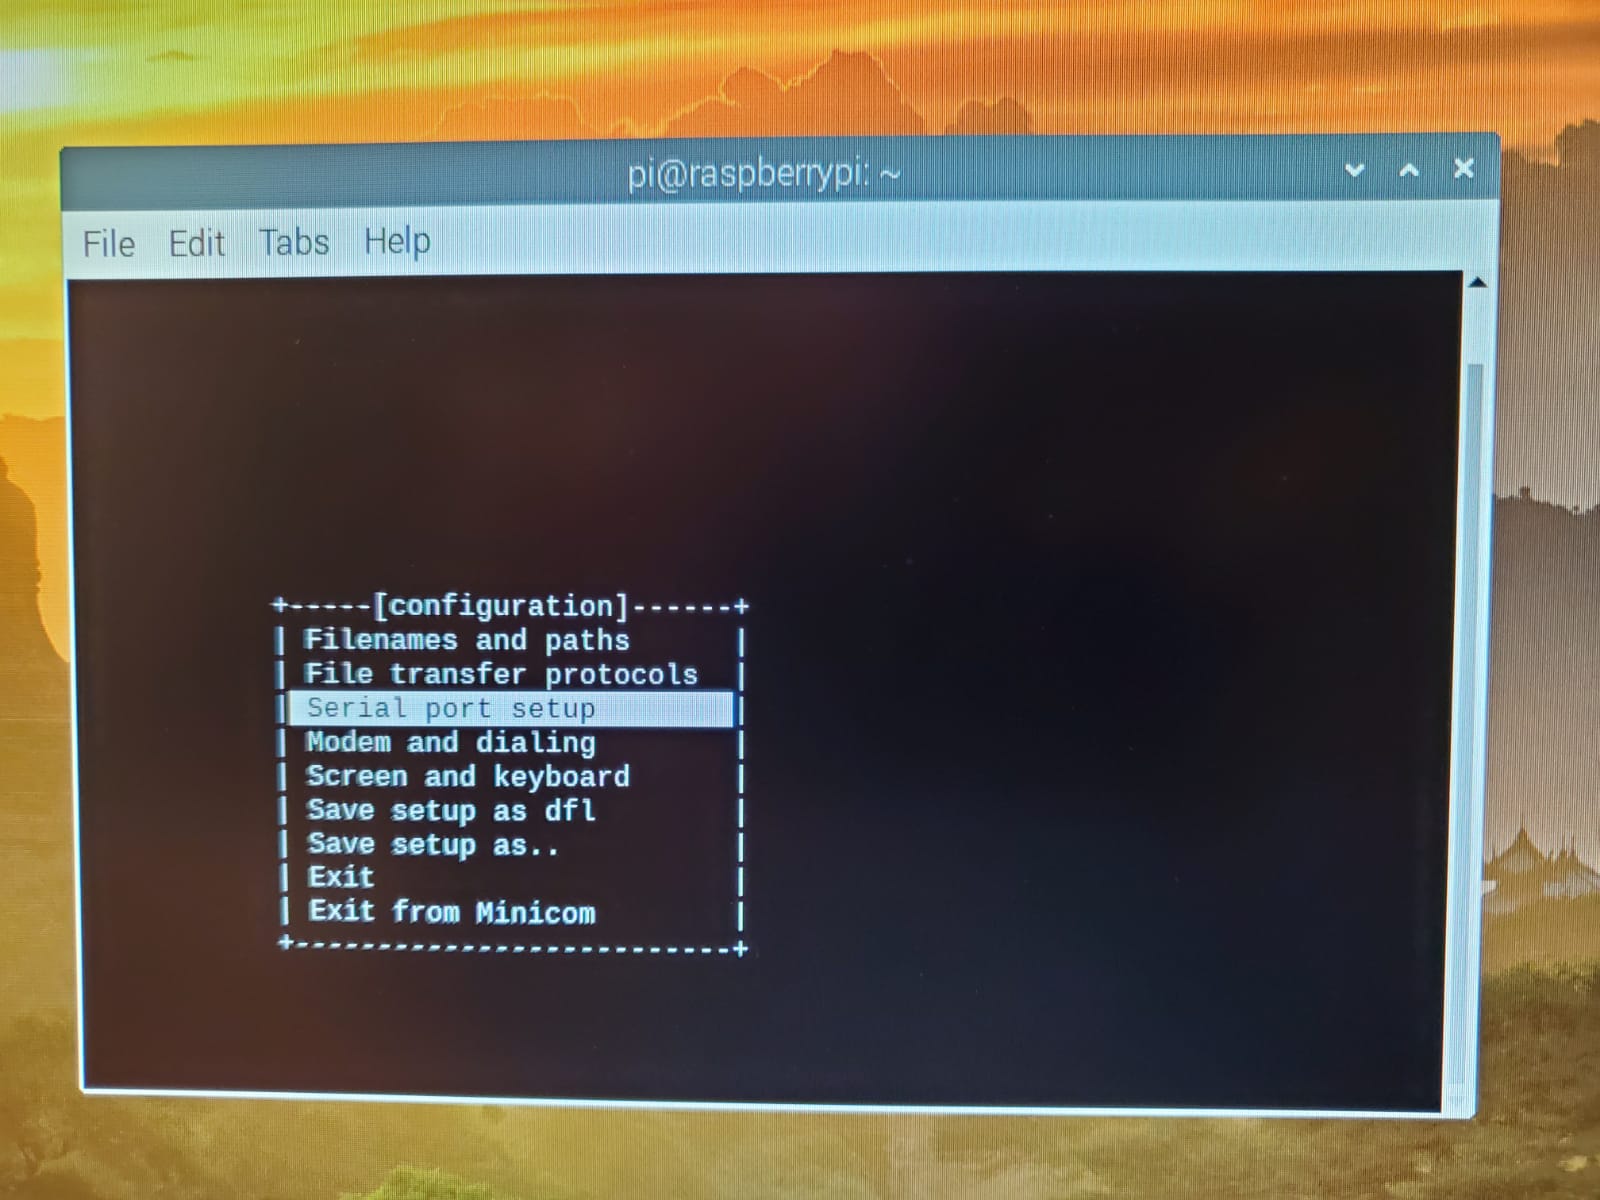 pi@raspberrypi: ~
File Edit Tabs Help
+-----[configuration]------+
| Filenames and paths      |
| File transfer protocols  |
| Serial port setup        |
| Modem and dialing        |
| Screen and keyboard      |
| Save setup as dfl        |
| Save setup as..          |
| Exit                     |
| Exit from Minicom        |
+--------------------------+